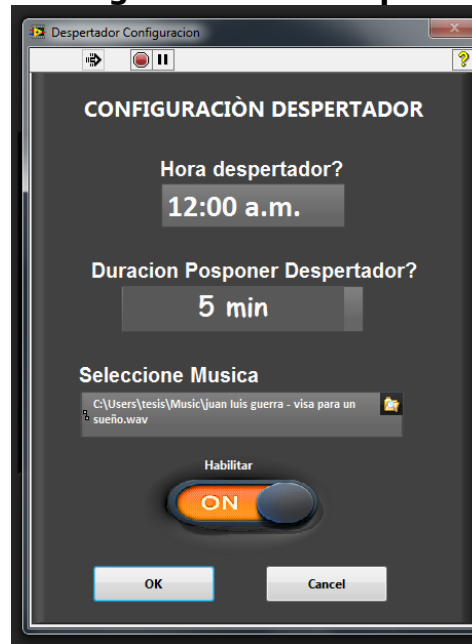 Despertador Configuracion
CONFIGURACIÒN DESPERTADOR
Hora despertador?
12:00 a.m.
Duracion Posponer Despertador?
5 min
Seleccione Musica
C:\Users\tesis\Music\juan luis guerra - visa para un
sueño.wav
Habilitar
ON
OK Cancel